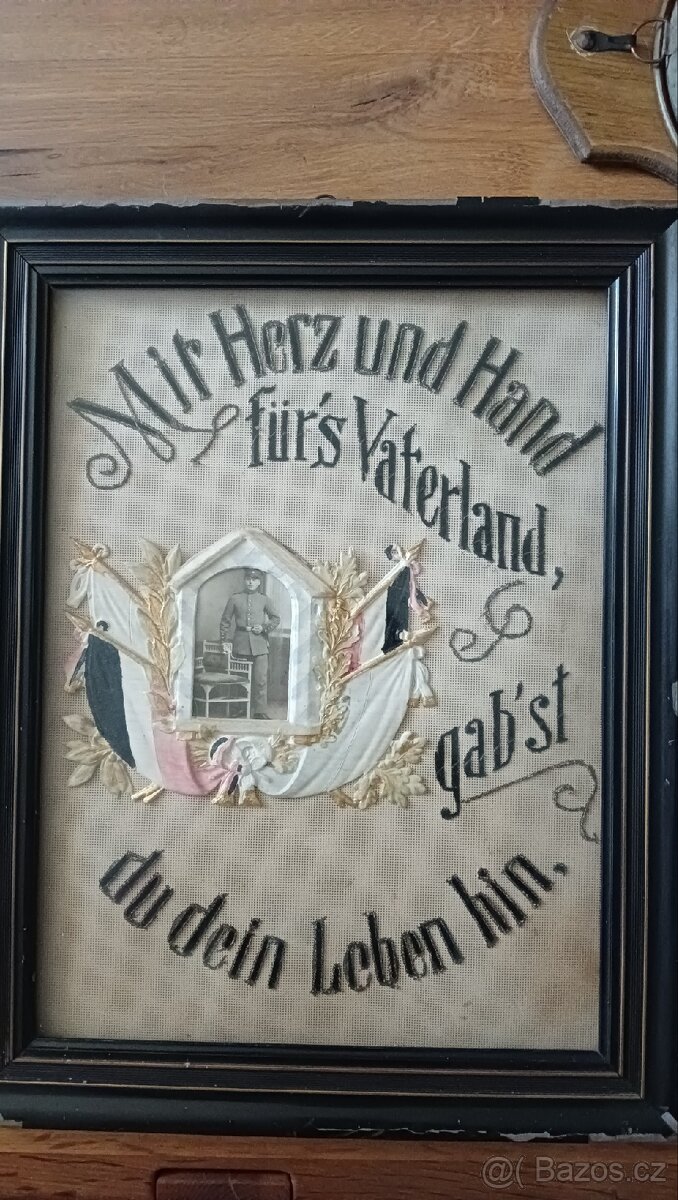 Mit Herz und Hand
für's Vaterland,
gab'st
du dein Leben hin.
@( Bazos.cz